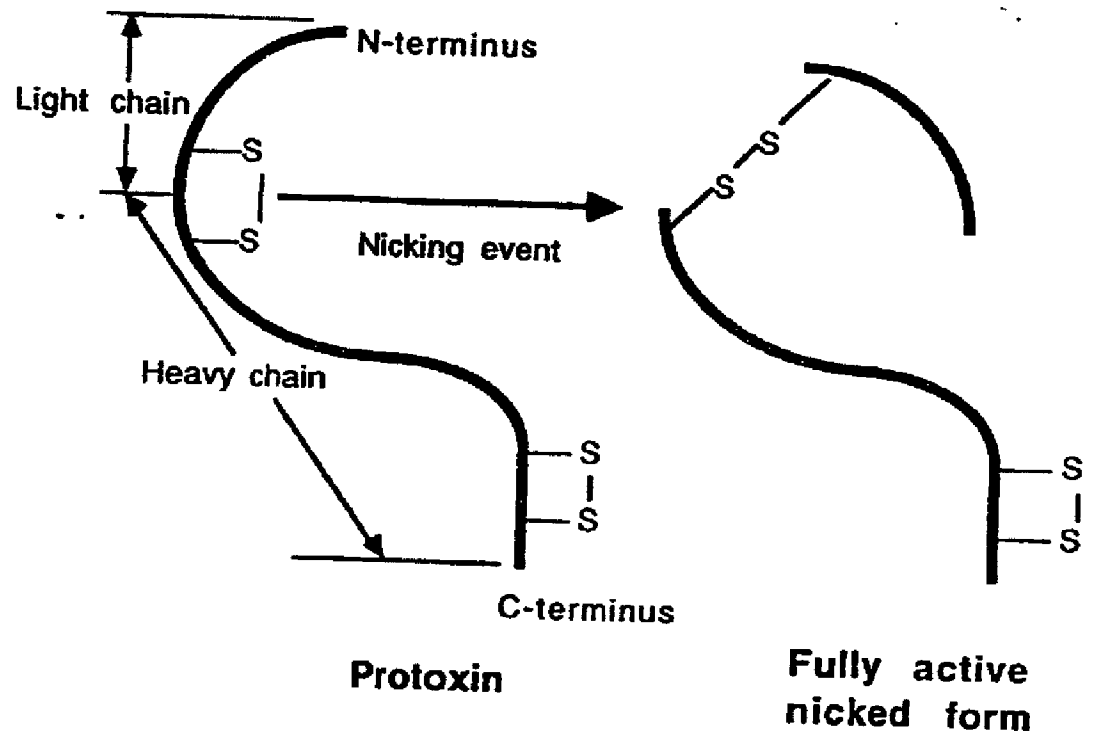 N-terminus
Light chain
S
S
S
S
Nicking event
Heavy chain
S
S
S
S
C-terminus
Protoxin
Fully active
nicked form